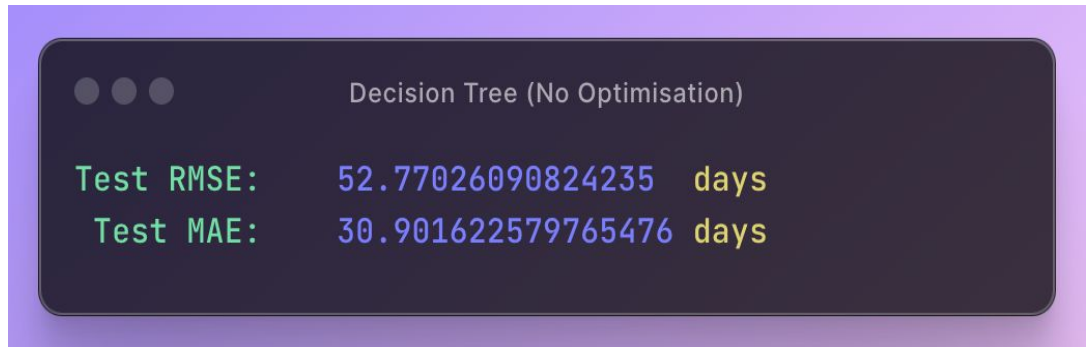 Decision Tree (No Optimisation)
Test RMSE: 52.77026090824235 days
Test MAE: 30.901622579765476 days